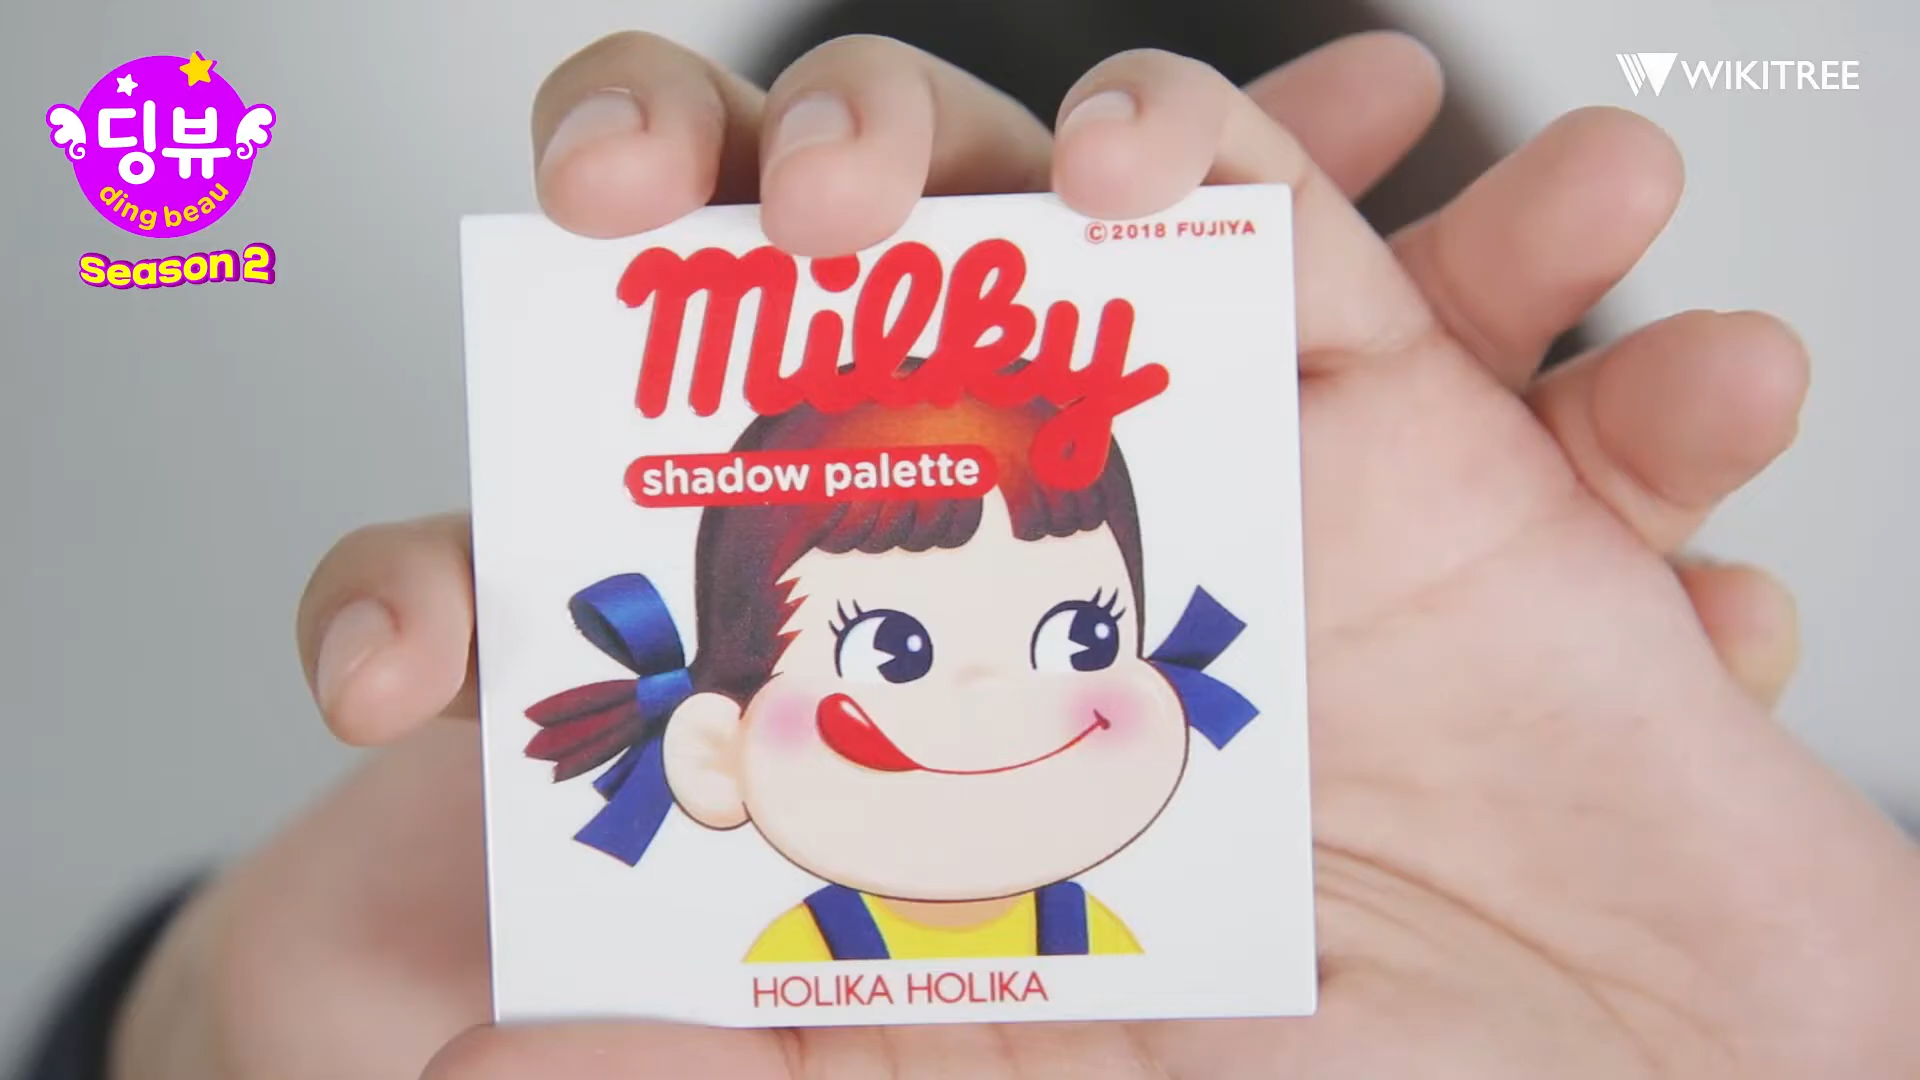 딩뷰
ding beau
Season 2
WIKITREE
©2018 FUJIYA
milky
shadow palette
HOLIKA HOLIKA